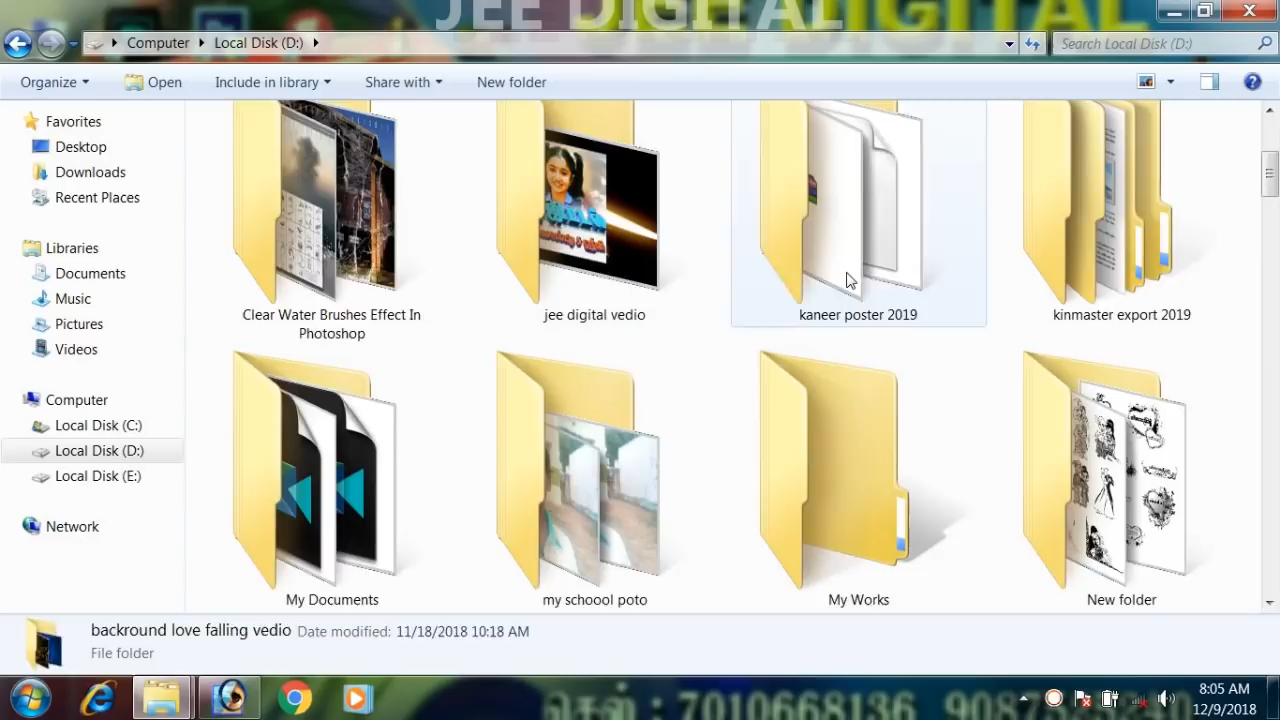 JEE DIGITAL
DIGITAL
Computer Local Disk (D:)
Search Local Disk (D:)
Organize Open Include in library Share with New folder
Favorites
Desktop
Downloads
Recent Places
Libraries
Documents
Music
Pictures
Videos
Computer
Local Disk (C:)
Local Disk (D:)
Local Disk (E:)
Network
Clear Water Brushes Effect In
Photoshop
jee digital vedio
kaneer poster 2019
kinmaster export 2019
My Documents
my schoool poto
My Works
New folder
backround love falling vedio Date modified: 11/18/2018 10:18 AM
File folder
8:05 AM
12/9/2018